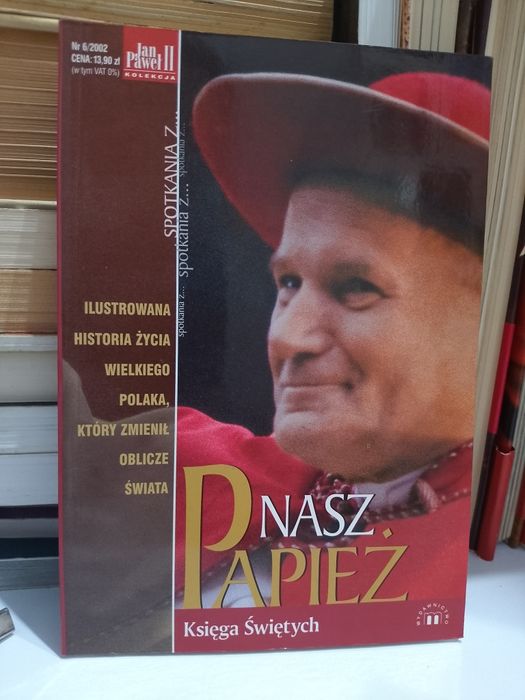 Nr 6/2002
CENA: 13,90 zł
(w tym VAT 0%)
Jan
Paweł II
KOLEKCJA
SPOTKANIA Z...
spotkania z...
spotkania z...
spotkania z...
ILUSTROWANA
HISTORIA ŻYCIA
WIELKIEGO
POLAKA,
KTÓRY ZMIENIŁ
OBLICZE
ŚWIATA
NASZ
PAPIEŻ
Księga Świętych
WYDAWNICTWO